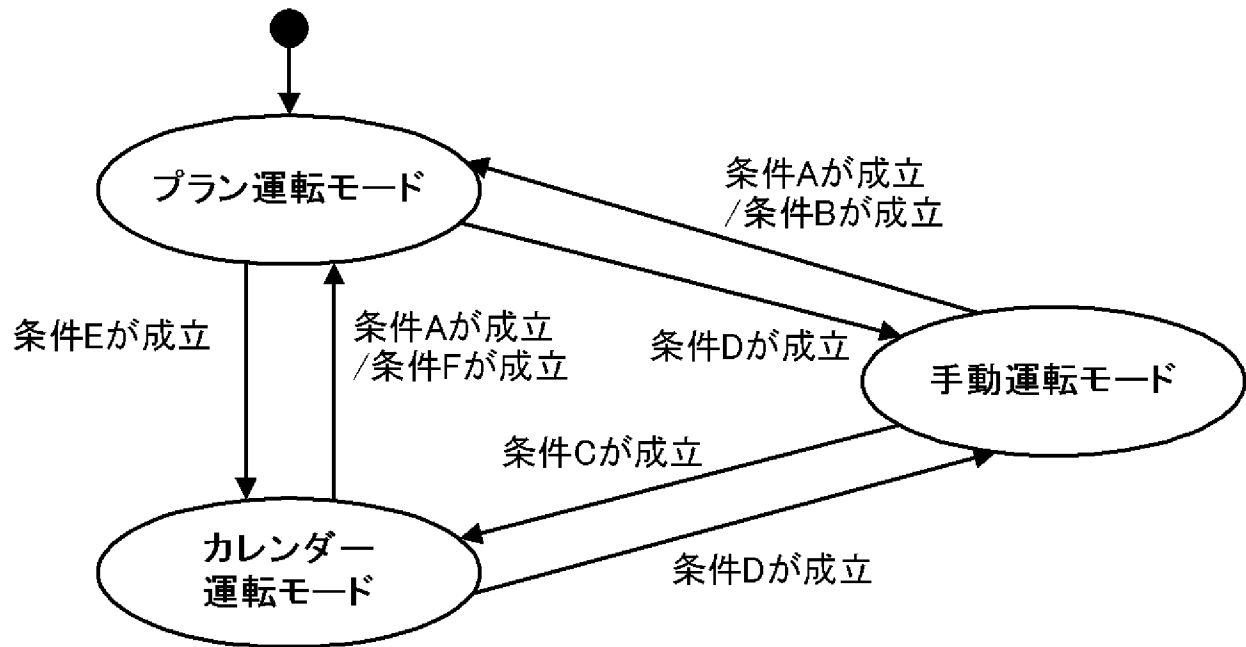 プラン運転モード
条件Aが成立
/条件Bが成立
条件Eが成立
条件Aが成立
/条件Fが成立
条件Dが成立
手動運転モード
条件Cが成立
カレンダー
運転モード
条件Dが成立